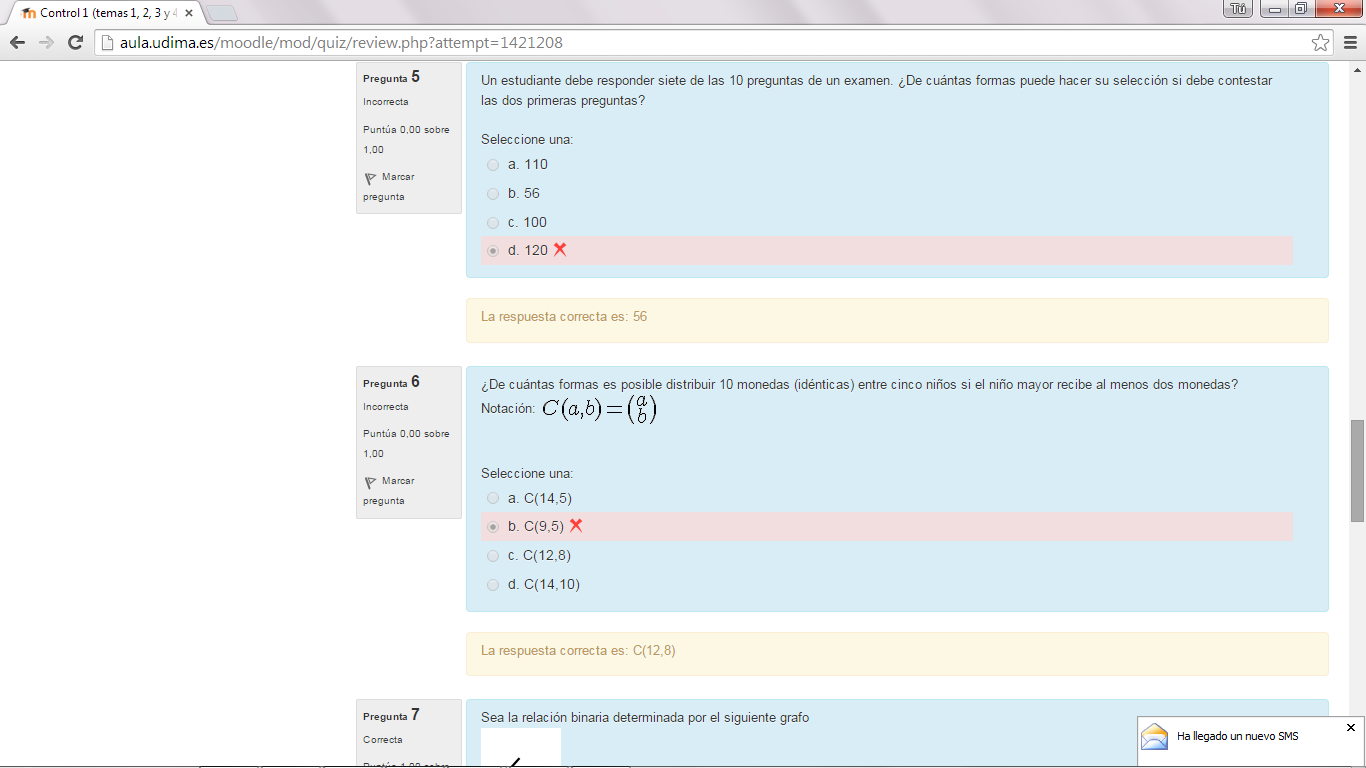 Control 1 (temas 1, 2, 3 y 4
Tú
aula.udima.es/moodle/mod/quiz/review.php?attempt=1421208
Pregunta 5
Incorrecta
Puntúa 0,00 sobre
1,00
Marcar
pregunta
Un estudiante debe responder siete de las 10 preguntas de un examen. ¿De cuántas formas puede hacer su selección si debe contestar
las dos primeras preguntas?
Seleccione una:
a. 110
b. 56
c. 100
d. 120
La respuesta correcta es: 56
Pregunta 6
Incorrecta
Puntúa 0,00 sobre
1,00
Marcar
pregunta
¿De cuántas formas es posible distribuir 10 monedas (idénticas) entre cinco niños si el niño mayor recibe al menos dos monedas?
Notación: C(a,b)=(a b)
Seleccione una:
a. C(14,5)
b. C(9,5)
c. C(12,8)
d. C(14,10)
La respuesta correcta es: C(12,8)
Pregunta 7
Correcta
Puntúa 1,00 sobre
Sea la relación binaria determinada por el siguiente grafo
Ha llegado un nuevo SMS